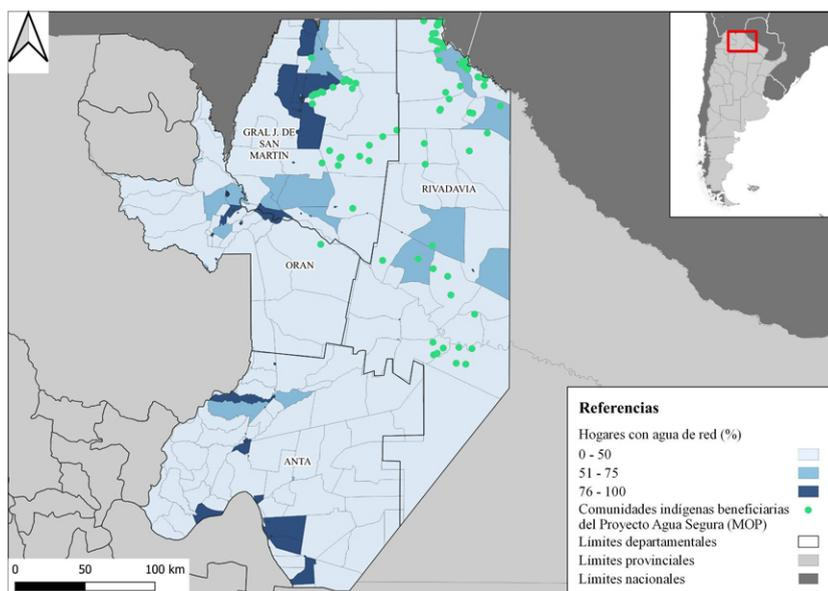 GRAL J. DE
SAN
MARTIN
RIVADAVIA
ORAN
ANTA
0 50 100 km
Referencias
Hogares con agua de red (%)
0 - 50
51 - 75
76 - 100
Comunidades indígenas beneficiarias
del Proyecto Agua Segura (MOP)
Límites departamentales
Límites provinciales
Límites nacionales